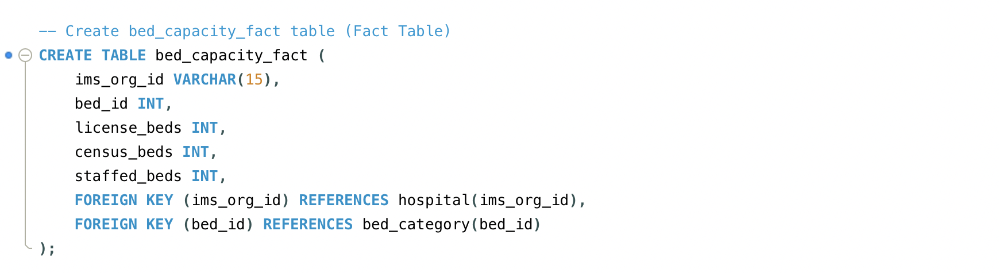 -- Create bed_capacity_fact table (Fact Table)
CREATE TABLE bed_capacity_fact (
    ims_org_id VARCHAR(15),
    bed_id INT,
    license_beds INT,
    census_beds INT,
    staffed_beds INT,
    FOREIGN KEY (ims_org_id) REFERENCES hospital(ims_org_id),
    FOREIGN KEY (bed_id) REFERENCES bed_category(bed_id)
);